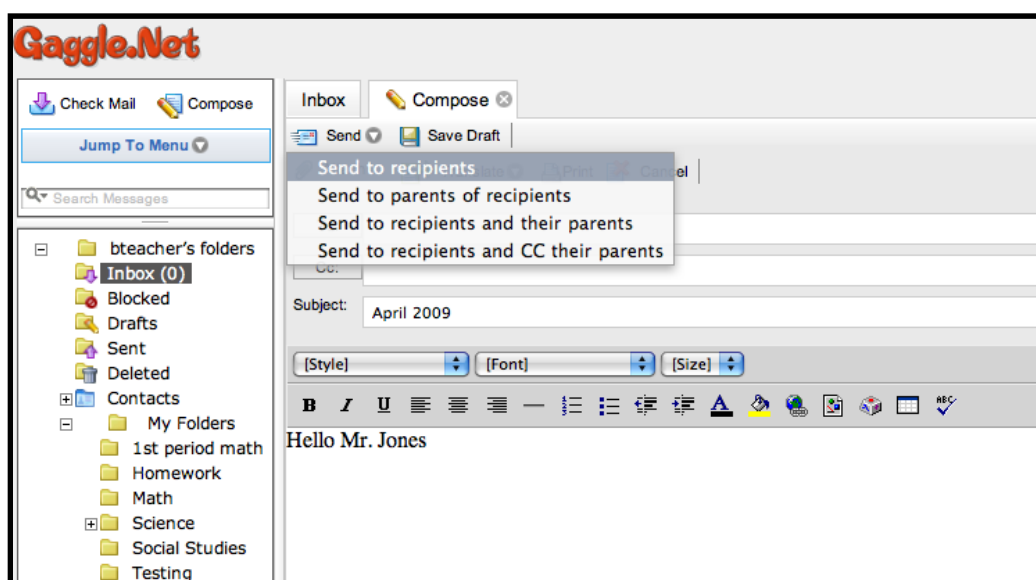 Gaggle.Net
Check Mail Compose
Jump To Menu
Search Messages
bteacher's folders
Inbox (0)
Blocked
Drafts
Sent
Deleted
Contacts
My Folders
1st period math
Homework
Math
Science
Social Studies
Testing
Inbox Compose
Send Save Draft
Send to recipients
Send to parents of recipients
Send to recipients and their parents
Send to recipients and CC their parents
Print Cancel
Cc:
Subject: April 2009
[Style] [Font] [Size]
B I U A ABC
Hello Mr. Jones